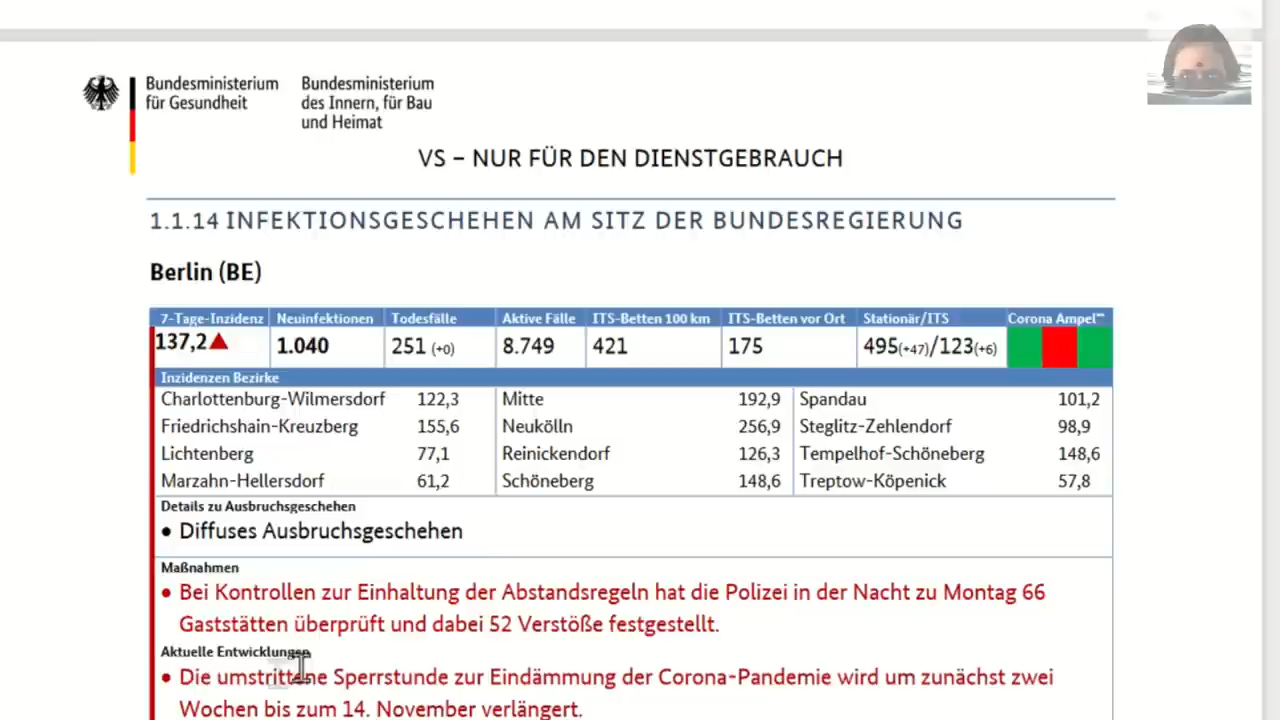 Bundesministerium
für Gesundheit
Bundesministerium
des Innern, für Bau
und Heimat
VS – NUR FÜR DEN DIENSTGEBRAUCH
1.1.14 INFEKTIONSGESCHEHEN AM SITZ DER BUNDESREGIERUNG
Berlin (BE)
7-Tage-Inzidenz Neuinfektionen Todesfälle Aktive Fälle ITS-Betten 100 km ITS-Betten vor Ort Stationär/ITS Corona Ampel
137,2 1.040 251 (+0) 8.749 421 175 495(+47)/123(+6)
Inzidenzen Bezirke
Charlottenburg-Wilmersdorf 122,3 Mitte 192,9 Spandau 101,2
Friedrichshain-Kreuzberg 155,6 Neukölln 256,9 Steglitz-Zehlendorf 98,9
Lichtenberg 77,1 Reinickendorf 126,3 Tempelhof-Schöneberg 148,6
Marzahn-Hellersdorf 61,2 Schöneberg 148,6 Treptow-Köpenick 57,8
Details zu Ausbruchsgeschehen
• Diffuses Ausbruchsgeschehen
Maßnahmen
• Bei Kontrollen zur Einhaltung der Abstandsregeln hat die Polizei in der Nacht zu Montag 66
Gaststätten überprüft und dabei 52 Verstöße festgestellt.
Aktuelle Entwicklungen
• Die umstrittene Sperrstunde zur Eindämmung der Corona-Pandemie wird um zunächst zwei
Wochen bis zum 14. November verlängert.